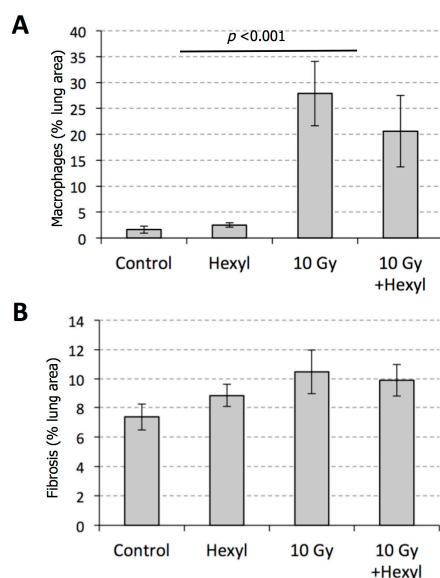 A
p <0.001
Macrophages (% lung area)
40
35
30
25
20
15
10
5
0
Control Hexyl 10 Gy 10 Gy
+Hexyl
B
Fibrosis (% lung area)
14
12
10
8
6
4
2
0
Control Hexyl 10 Gy 10 Gy
+Hexyl